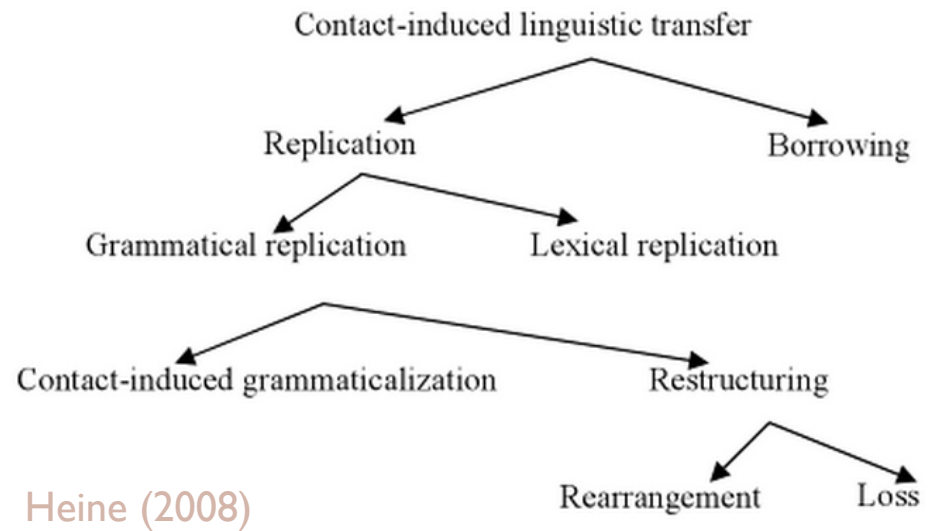 Contact-induced linguistic transfer
Replication Borrowing
Grammatical replication Lexical replication
Contact-induced grammaticalization Restructuring
Rearrangement Loss
Heine (2008)